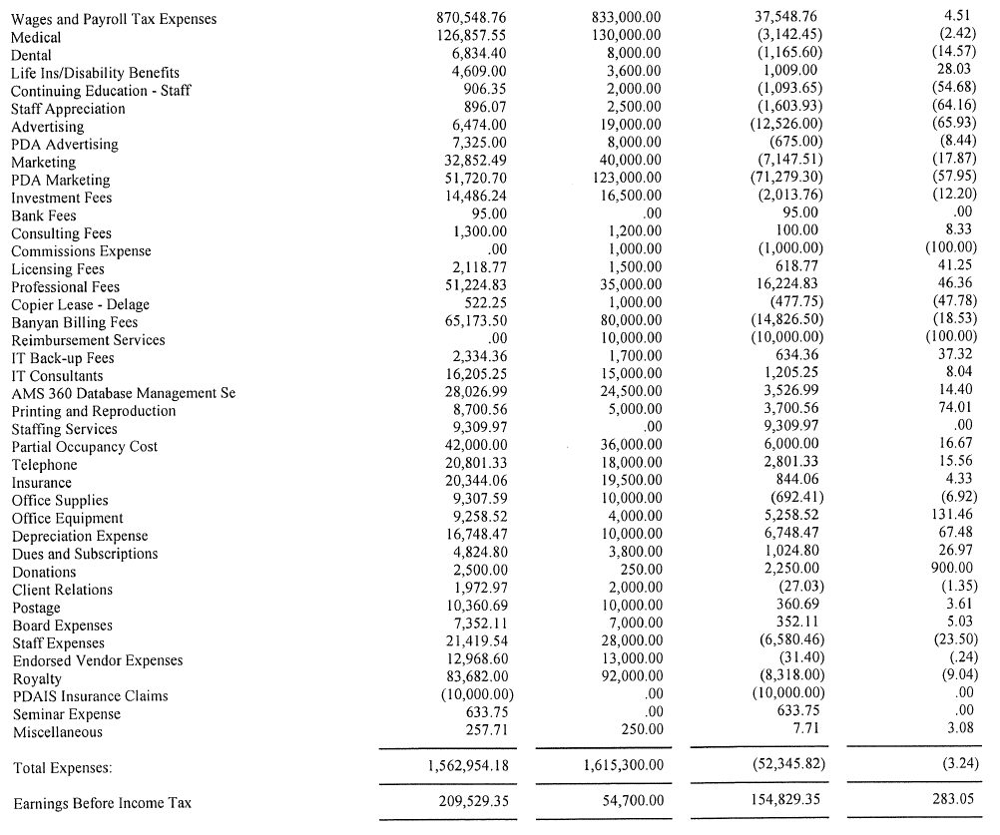 Wages and Payroll Tax Expenses 870,548.76 833,000.00 37,548.76 4.51
Medical 126,857.55 130,000.00 (3,142.45) (2.42)
Dental 6,834.40 8,000.00 (1,165.60) (14.57)
Life Ins/Disability Benefits 4,609.00 3,600.00 1,009.00 28.03
Continuing Education - Staff 906.35 2,000.00 (1,093.65) (54.68)
Staff Appreciation 896.07 2,500.00 (1,603.93) (64.16)
Advertising 6,474.00 19,000.00 (12,526.00) (65.93)
PDA Advertising 7,325.00 8,000.00 (675.00) (8.44)
Marketing 32,852.49 40,000.00 (7,147.51) (17.87)
PDA Marketing 51,720.70 123,000.00 (71,279.30) (57.95)
Investment Fees 14,486.24 16,500.00 (2,013.76) (12.20)
Bank Fees 95.00 .00 95.00 .00
Consulting Fees 1,300.00 1,200.00 100.00 8.33
Commissions Expense .00 1,000.00 (1,000.00) (100.00)
Licensing Fees 2,118.77 1,500.00 618.77 41.25
Professional Fees 51,224.83 35,000.00 16,224.83 46.36
Copier Lease - Delage 522.25 1,000.00 (477.75) (47.78)
Banyan Billing Fees 65,173.50 80,000.00 (14,826.50) (18.53)
Reimbursement Services .00 10,000.00 (10,000.00) (100.00)
IT Back-up Fees 2,334.36 1,700.00 634.36 37.32
IT Consultants 16,205.25 15,000.00 1,205.25 8.04
AMS 360 Database Management Se 28,026.99 24,500.00 3,526.99 14.40
Printing and Reproduction 8,700.56 5,000.00 3,700.56 74.01
Staffing Services 9,309.97 .00 9,309.97 .00
Partial Occupancy Cost 42,000.00 36,000.00 6,000.00 16.67
Telephone 20,801.33 18,000.00 2,801.33 15.56
Insurance 20,344.06 19,500.00 844.06 4.33
Office Supplies 9,307.59 10,000.00 (692.41) (6.92)
Office Equipment 9,258.52 4,000.00 5,258.52 131.46
Depreciation Expense 16,748.47 10,000.00 6,748.47 67.48
Dues and Subscriptions 4,824.80 3,800.00 1,024.80 26.97
Donations 2,500.00 250.00 2,250.00 900.00
Client Relations 1,972.97 2,000.00 (27.03) (1.35)
Postage 10,360.69 10,000.00 360.69 3.61
Board Expenses 7,352.11 7,000.00 352.11 5.03
Staff Expenses 21,419.54 28,000.00 (6,580.46) (23.50)
Endorsed Vendor Expenses 12,968.60 13,000.00 (31.40) (.24)
Royalty 83,682.00 92,000.00 (8,318.00) (9.04)
PDAIS Insurance Claims (10,000.00) .00 (10,000.00) .00
Seminar Expense 633.75 .00 633.75 .00
Miscellaneous 257.71 250.00 7.71 3.08
Total Expenses: 1,562,954.18 1,615,300.00 (52,345.82) (3.24)
Earnings Before Income Tax 209,529.35 54,700.00 154,829.35 283.05